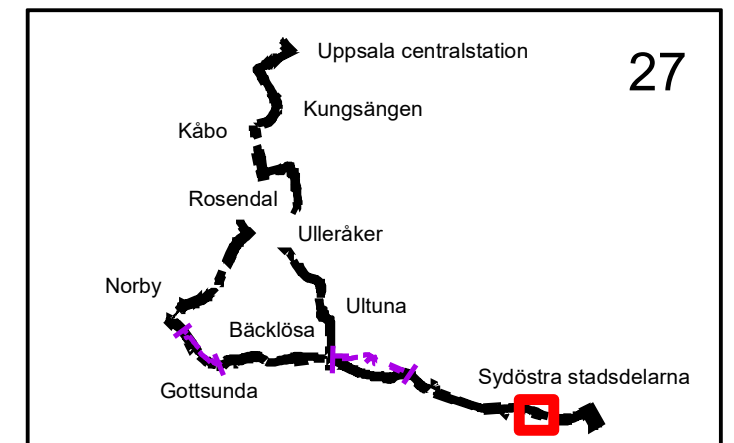 Uppsala centralstation
27
Kungsängen
Kåbo
Rosendal
Ulleråker
Norby
Ultuna
Bäcklösa
Sydöstra stadsdelarna
Gottsunda